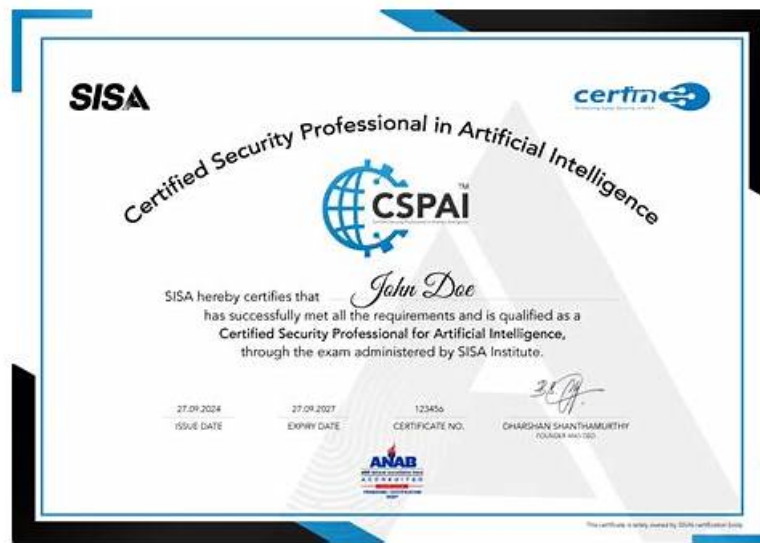 SISA
certin
Certified Security Professional in Artificial Intelligence
CSPAI™
SISA hereby certifies that John Doe
has successfully met all the requirements and is qualified as a
Certified Security Professional for Artificial Intelligence,
through the exam administered by SISA Institute.
27.09.2024 27.09.2027 123456
ISSUE DATE EXPIRY DATE CERTIFICATE NO. DHARSHAN SHANTHAMURTHY
FOUNDER AND CEO
ANAB
ACCREDITED